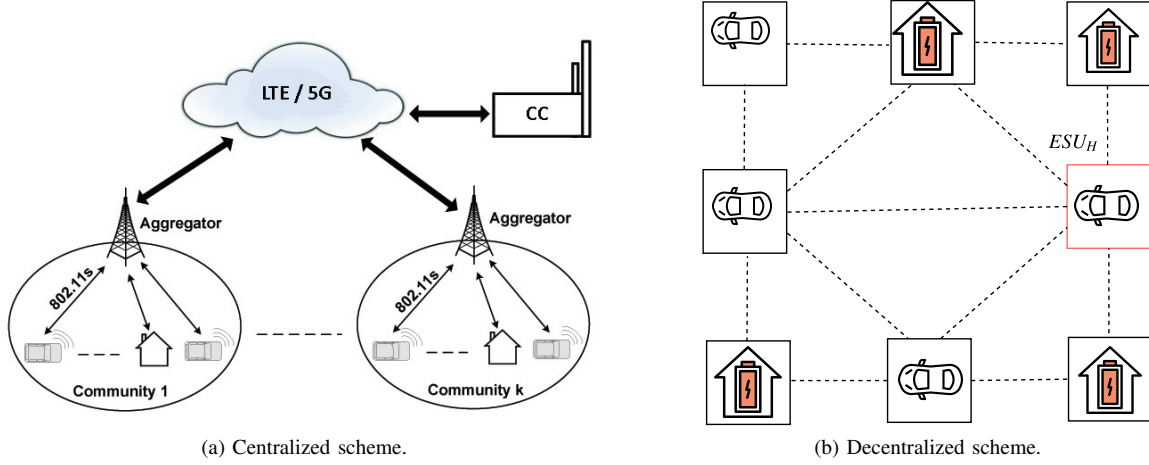 LTE / 5G
CC
Aggregator
Aggregator
802.11s
802.11s
Community 1
Community k
(a) Centralized scheme.
ESU_H
(b) Decentralized scheme.